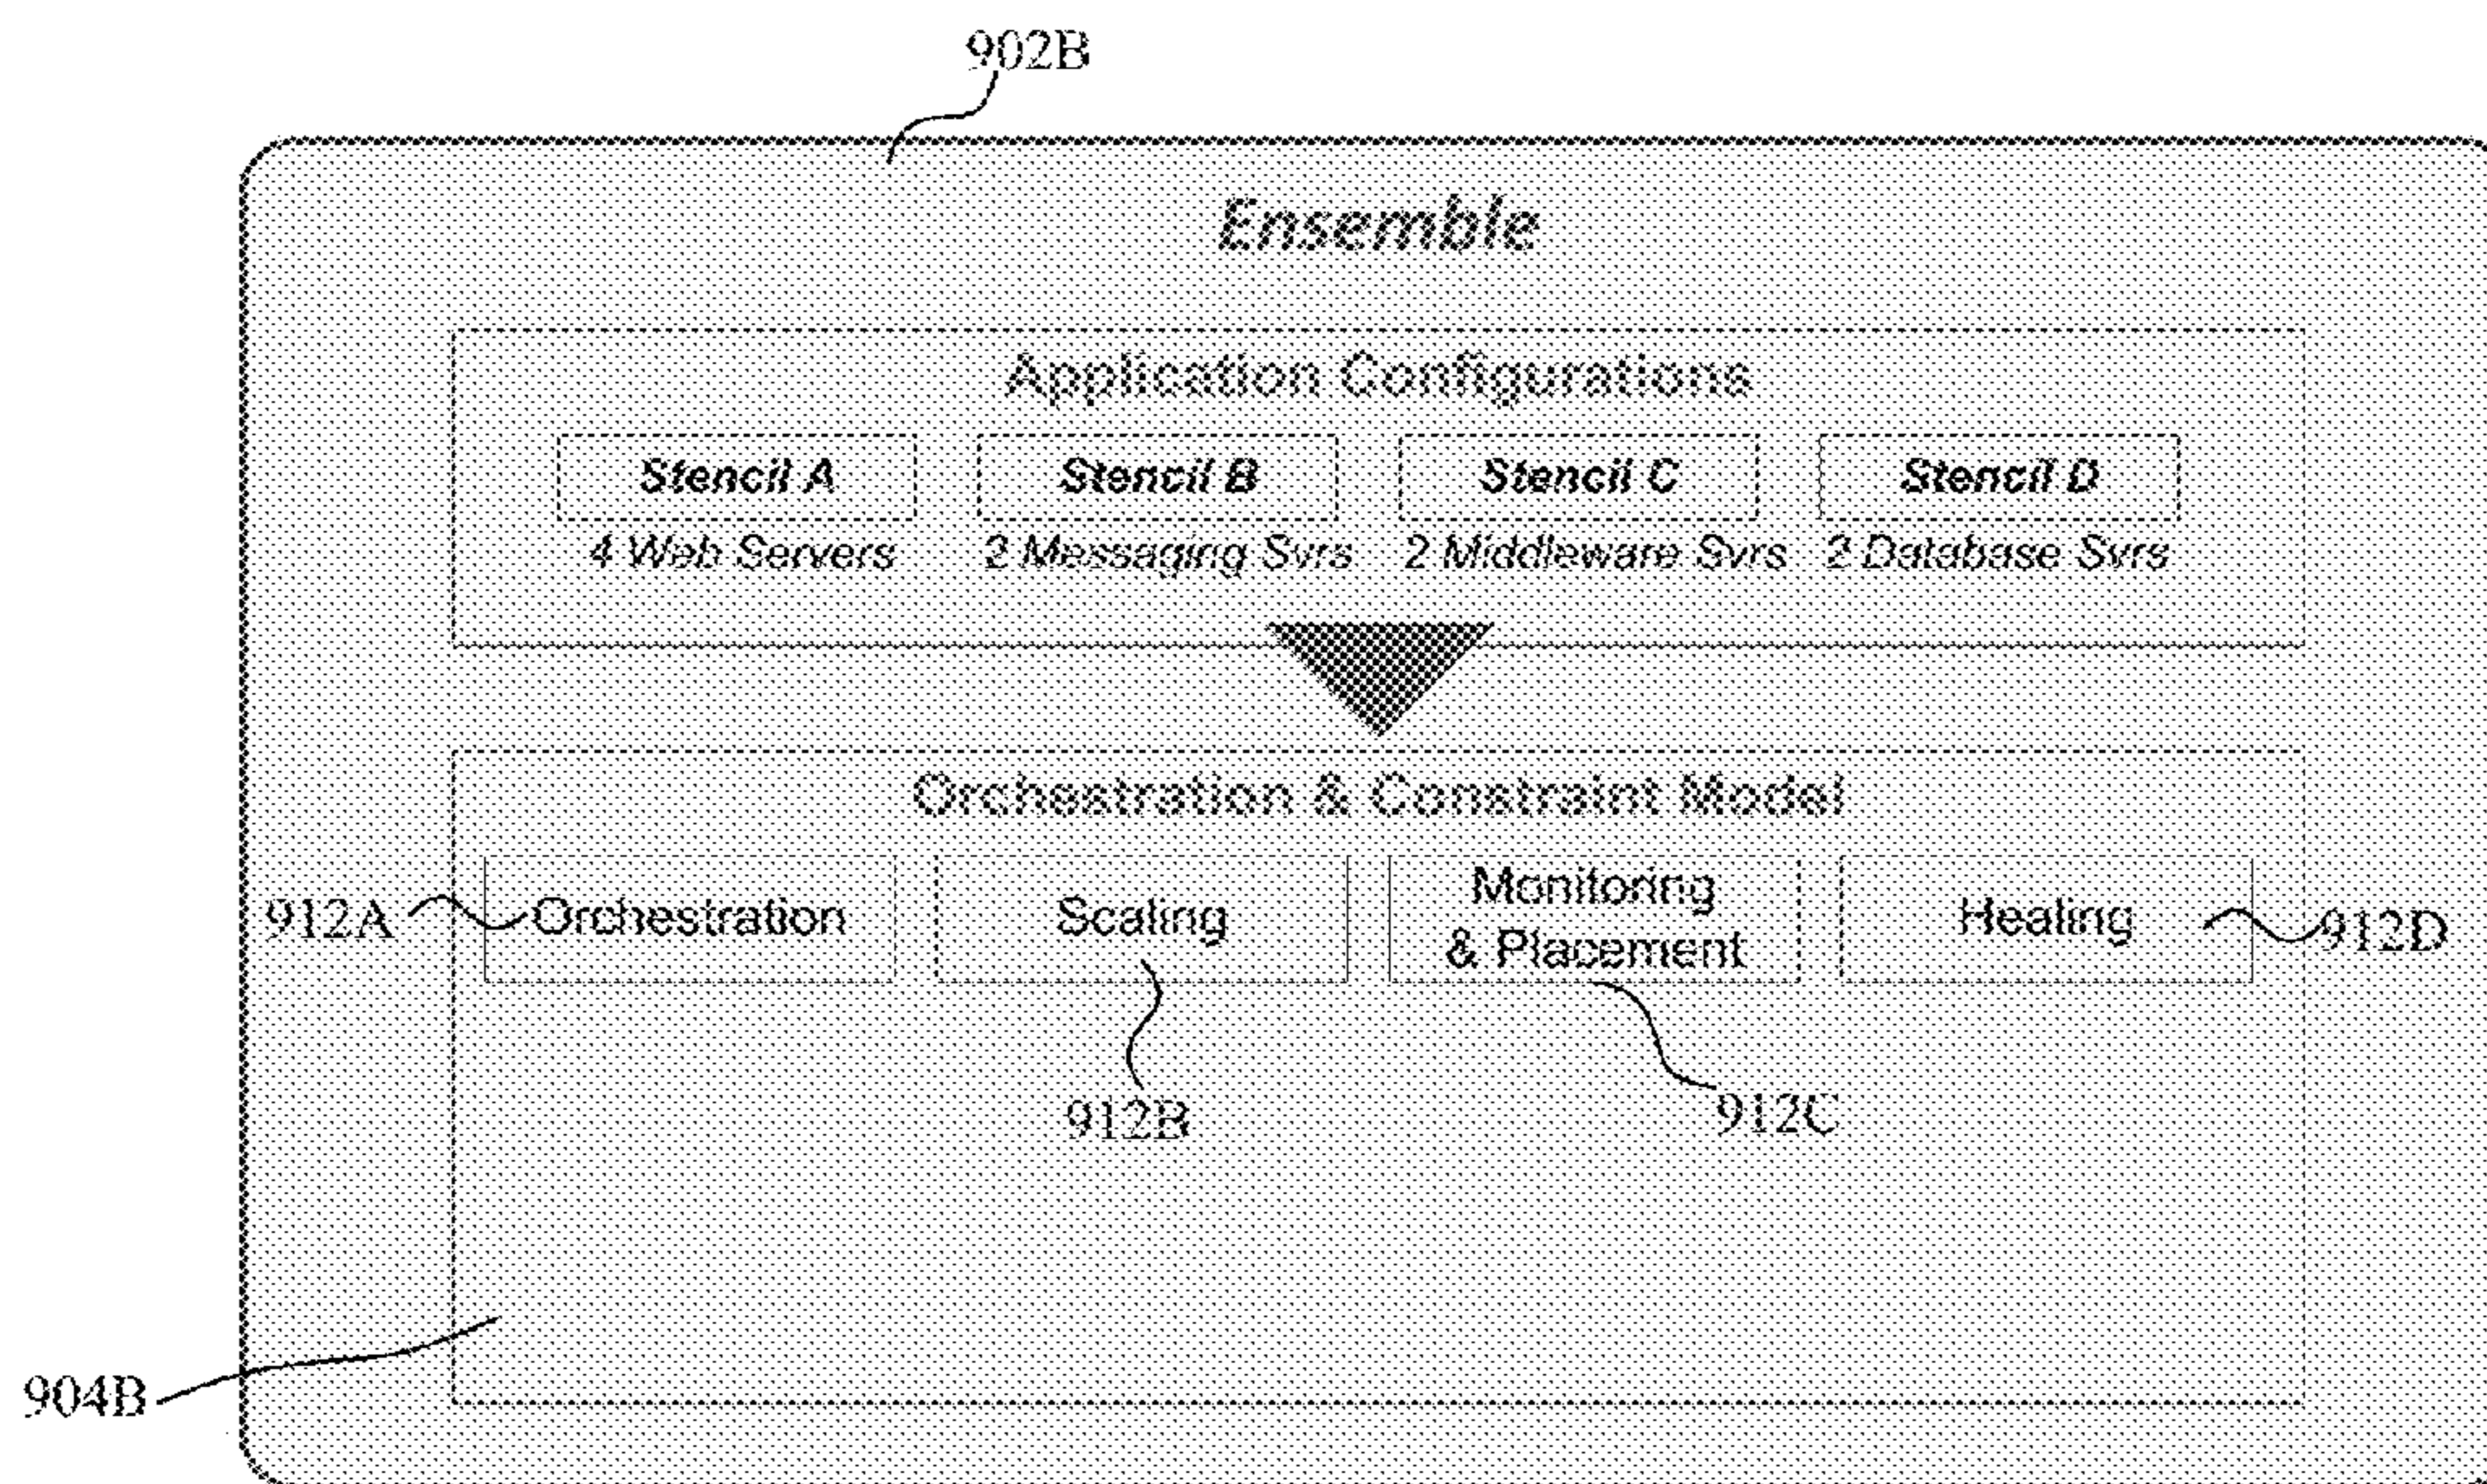 902B
Ensemble
Application Configurations
Stencil A
Stencil B
Stencil C
Stencil D
4 Web Servers
2 Messaging Svrs
2 Middleware Svrs
2 Database Svrs
Orchestration & Constraint Model
912A
Orchestration
Scaling
Monitoring
& Placement
Healing
912D
912B
912C
904B